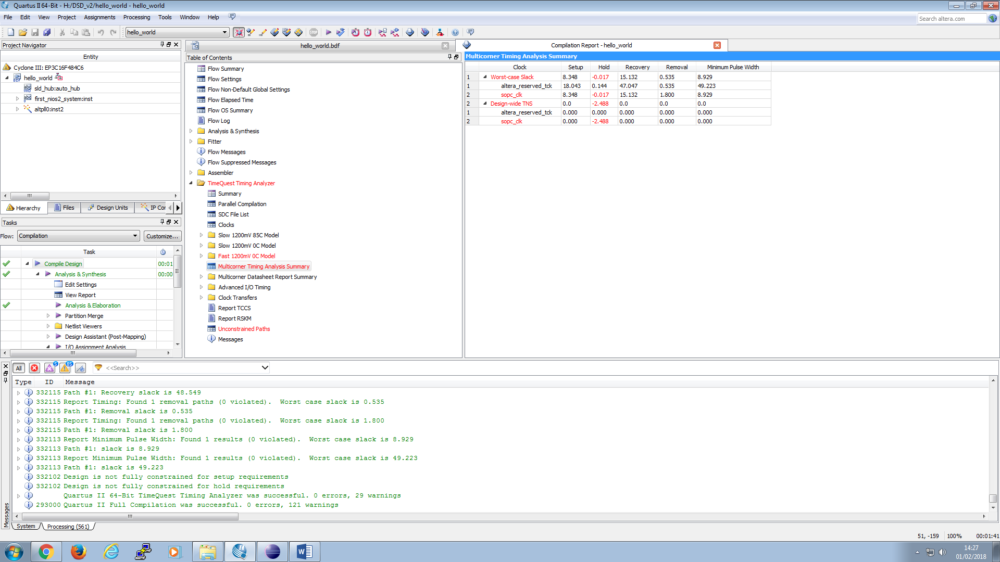 Quartus II 64-Bit - H:/DSD_v2/hello_world - hello_world
File Edit View Project Assignments Processing Tools Window Help
Search altera.com
hello_world
Project Navigator
Entity
Cyclone III: EP3C16F484C6
hello_world
sld_hub:auto_hub
first_nios2_system:inst
altpll0:inst2
Hierarchy Files Design Units IP Cor
Tasks
Flow: Compilation Customize...
Task
Compile Design 00:01
Analysis & Synthesis 00:00
Edit Settings
View Report
Analysis & Elaboration
Partition Merge
Netlist Viewers
Design Assistant (Post-Mapping)
I/O Assignment Analysis
hello_world.bdf
Table of Contents
Flow Summary
Flow Settings
Flow Non-Default Global Settings
Flow Elapsed Time
Flow OS Summary
Flow Log
Analysis & Synthesis
Fitter
Flow Messages
Flow Suppressed Messages
Assembler
TimeQuest Timing Analyzer
Summary
Parallel Compilation
SDC File List
Clocks
Slow 1200mV 85C Model
Slow 1200mV 0C Model
Fast 1200mV 0C Model
Multicorner Timing Analysis Summary
Multicorner Datasheet Report Summary
Advanced I/O Timing
Clock Transfers
Report TCCS
Report RSKM
Unconstrained Paths
Messages
Compilation Report - hello_world
Multicorner Timing Analysis Summary
Clock Setup Hold Recovery Removal Minimum Pulse Width
1 Worst-case Slack 8.348 -0.017 15.132 0.535 8.929
1 altera_reserved_tck 18.043 0.144 47.047 0.535 49.223
2 sopc_clk 8.348 -0.017 15.132 1.800 8.929
2 Design-wide TNS 0.0 -2.488 0.0 0.0 0.0
1 altera_reserved_tck 0.000 0.000 0.000 0.000 0.000
2 sopc_clk 0.000 -2.488 0.000 0.000 0.000
All 5 85 <<Search>>
Type ID Message
332115 Path #1: Recovery slack is 48.549
332115 Report Timing: Found 1 removal paths (0 violated). Worst case slack is 0.535
332115 Path #1: Removal slack is 0.535
332115 Report Timing: Found 1 removal paths (0 violated). Worst case slack is 1.800
332115 Path #1: Removal slack is 1.800
332113 Report Minimum Pulse Width: Found 1 results (0 violated). Worst case slack is 8.929
332113 Path #1: slack is 8.929
332113 Report Minimum Pulse Width: Found 1 results (0 violated). Worst case slack is 49.223
332113 Path #1: slack is 49.223
332102 Design is not fully constrained for setup requirements
332102 Design is not fully constrained for hold requirements
Quartus II 64-Bit TimeQuest Timing Analyzer was successful. 0 errors, 29 warnings
293000 Quartus II Full Compilation was successful. 0 errors, 121 warnings
Messages
System Processing (561)
51, -159 100% 00:01:41
14:27
01/02/2018